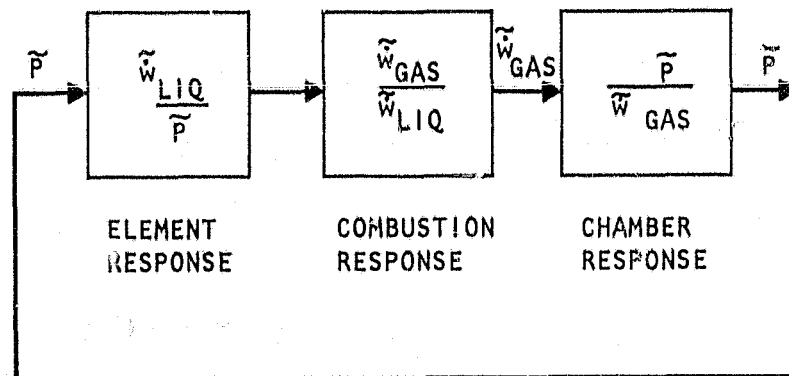 P̃
ẇ̃ LIQ
P̃
ẇ̃ GAS
ẇ̃ LIQ
ẇ̃ GAS
P̃
ẇ̃ GAS
P̃
ELEMENT
RESPONSE
COMBUSTION
RESPONSE
CHAMBER
RESPONSE